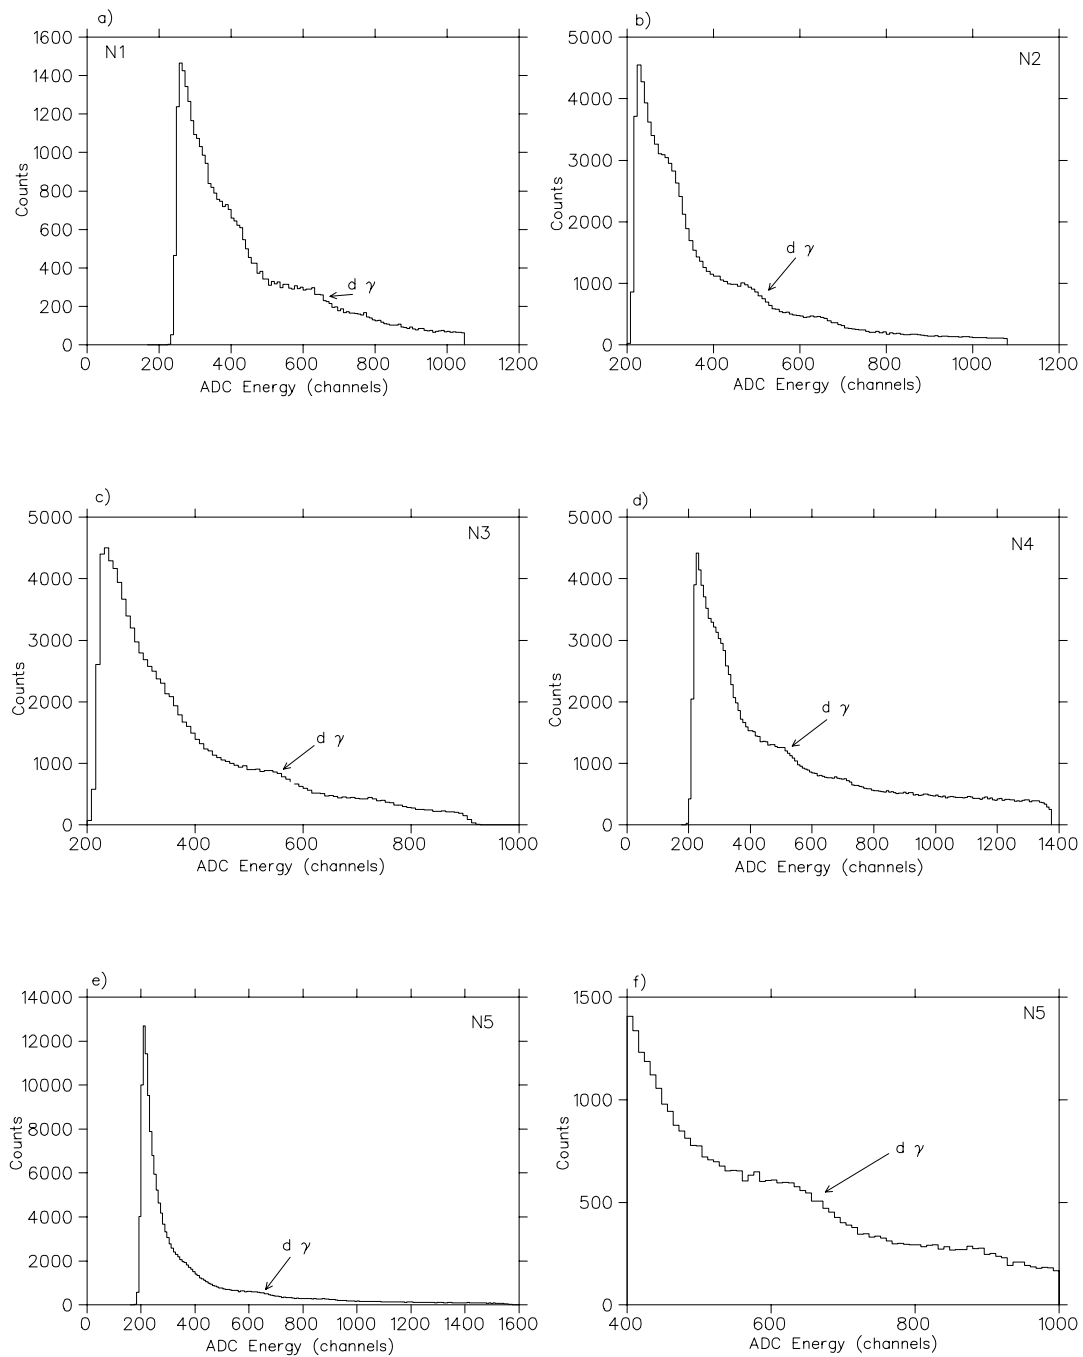 a)
N1
1600
1400
1200
1000
800
600
400
200
0
Counts
d γ
0 200 400 600 800 1000 1200
ADC Energy (channels)
b)
N2
5000
4000
3000
2000
1000
0
Counts
d γ
200 400 600 800 1000 1200
ADC Energy (channels)
c)
N3
5000
4000
3000
2000
1000
0
Counts
d γ
200 400 600 800 1000
ADC Energy (channels)
d)
N4
5000
4000
3000
2000
1000
0
Counts
d γ
0 200 400 600 800 1000 1200 1400
ADC Energy (channels)
e)
N5
14000
12000
10000
8000
6000
4000
2000
0
Counts
d γ
0 200 400 600 800 1000 1200 1400 1600
ADC Energy (channels)
f)
N5
1500
1000
500
0
Counts
d γ
400 600 800 1000
ADC Energy (channels)